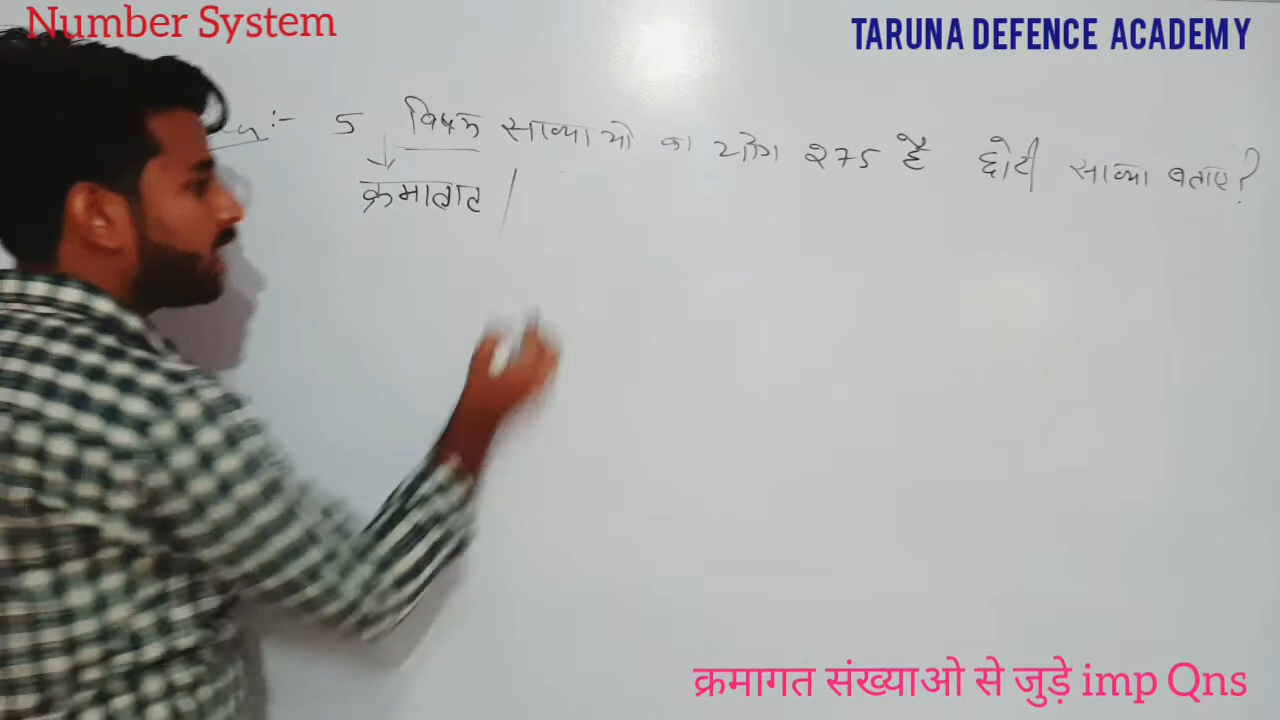 Number System
TARUNA DEFENCE ACADEMY
:- 5 विषम संख्याओ का योग 275 है छोटी संख्या बताए?
क्रमागत
क्रमागत संख्याओ से जुड़े imp Qns